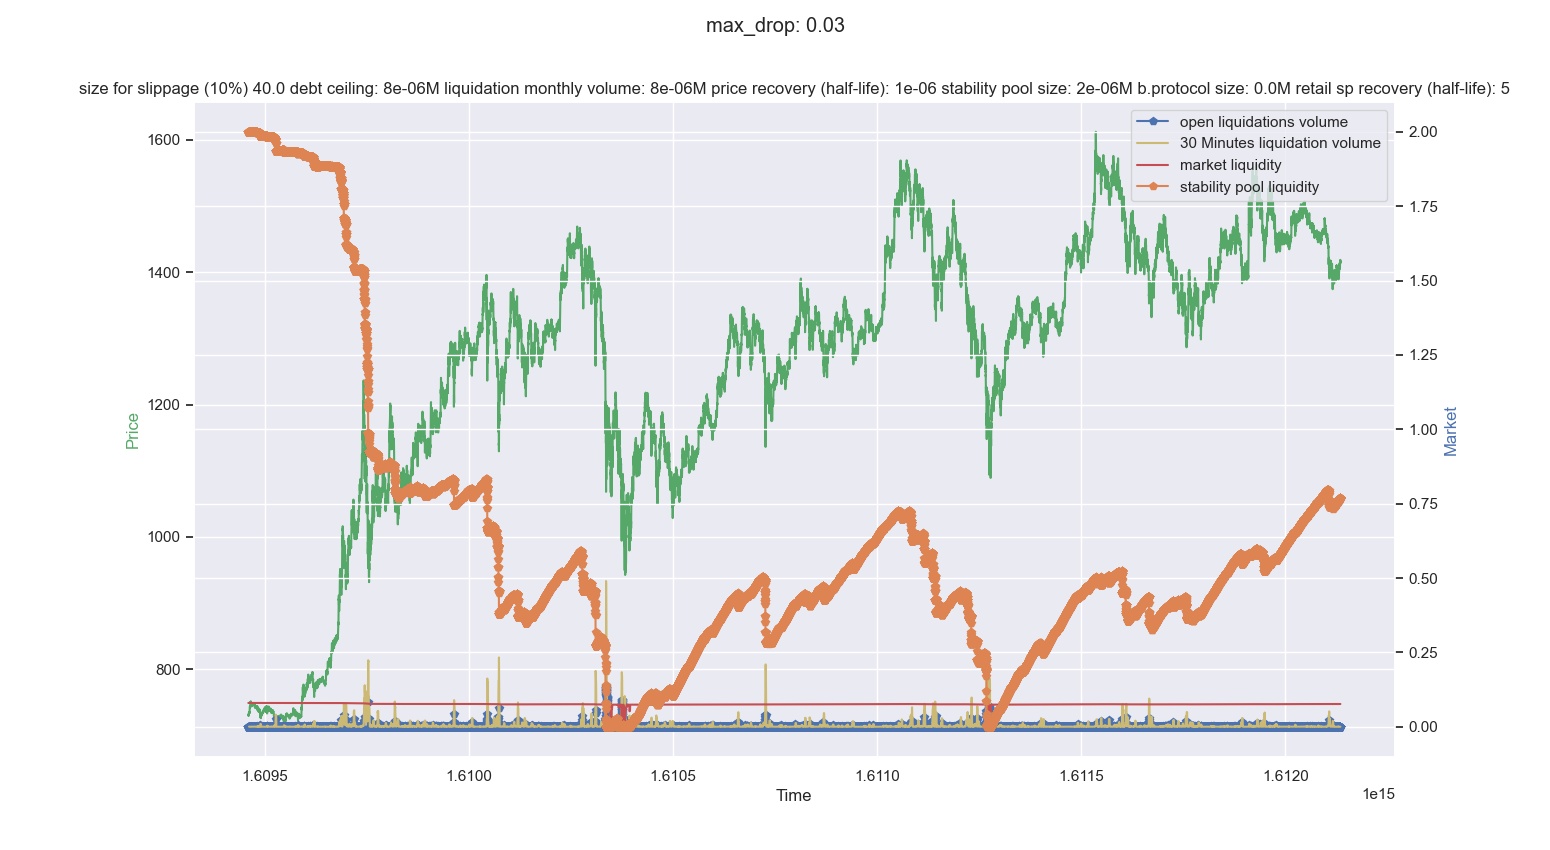 max_drop: 0.03
size for slippage (10%) 40.0 debt ceiling: 8e-06M liquidation monthly volume: 8e-06M price recovery (half-life): 1e-06 stability pool size: 2e-06M b.protocol size: 0.0M retail sp recovery (half-life): 5
open liquidations volume
30 Minutes liquidation volume
market liquidity
stability pool liquidity
1600
1400
1200
1000
800
Price
2.00
1.75
1.50
1.25
1.00
0.75
0.50
0.25
0.00
Market
1.6095 1.6100 1.6105 1.6110 1.6115 1.6120
1e15
Time